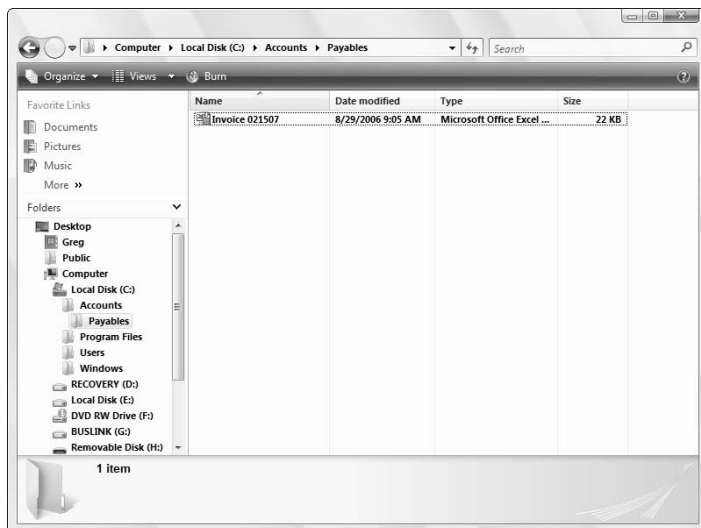 Computer Local Disk (C:) Accounts Payables Search
Organize Views Burn
Favorite Links
Documents
Pictures
Music
More »
Folders
Desktop
Greg
Public
Computer
Local Disk (C:)
Accounts
Payables
Program Files
Users
Windows
RECOVERY (D:)
Local Disk (E:)
DVD RW Drive (F:)
BUSLINK (G:)
Removable Disk (H:)
Name Date modified Type Size
Invoice 021507 8/29/2006 9:05 AM Microsoft Office Excel ... 22 KB
1 item